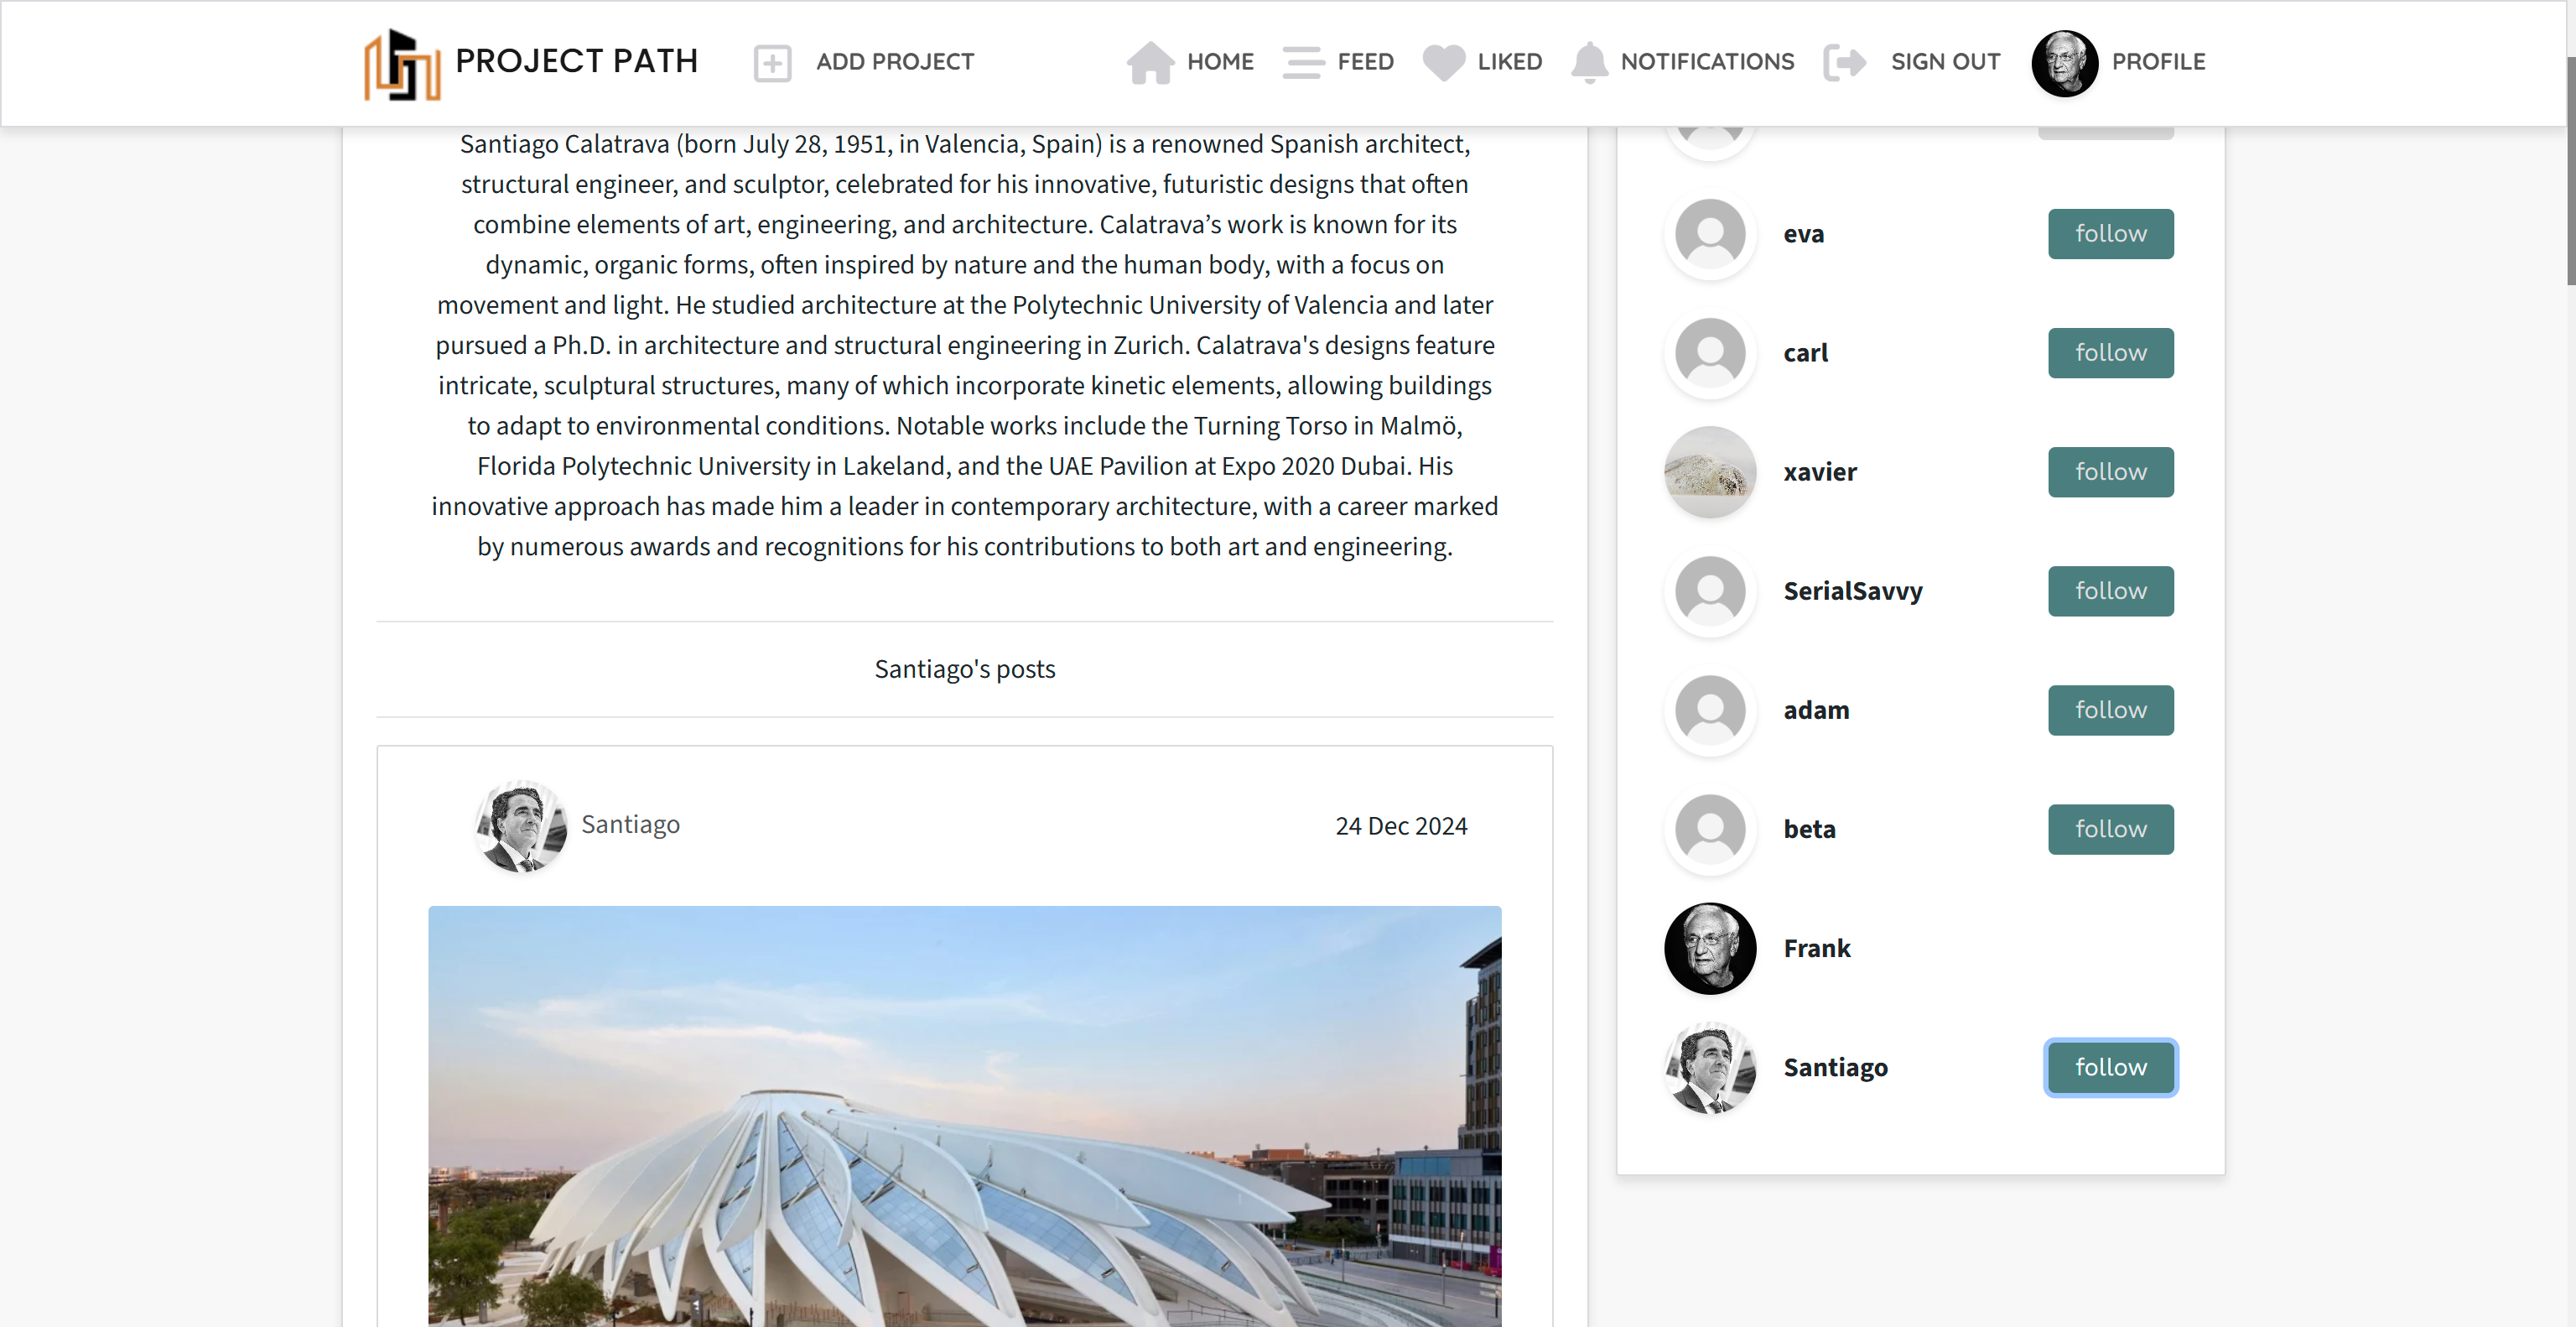 PROJECT PATH
ADD PROJECT
HOME
FEED
LIKED
NOTIFICATIONS
SIGN OUT
PROFILE
Santiago Calatrava (born July 28, 1951, in Valencia, Spain) is a renowned Spanish architect,
structural engineer, and sculptor, celebrated for his innovative, futuristic designs that often
combine elements of art, engineering, and architecture. Calatrava’s work is known for its
dynamic, organic forms, often inspired by nature and the human body, with a focus on
movement and light. He studied architecture at the Polytechnic University of Valencia and later
pursued a Ph.D. in architecture and structural engineering in Zurich. Calatrava's designs feature
intricate, sculptural structures, many of which incorporate kinetic elements, allowing buildings
to adapt to environmental conditions. Notable works include the Turning Torso in Malmö,
Florida Polytechnic University in Lakeland, and the UAE Pavilion at Expo 2020 Dubai. His
innovative approach has made him a leader in contemporary architecture, with a career marked
by numerous awards and recognitions for his contributions to both art and engineering.
Santiago's posts
Santiago
24 Dec 2024
eva
follow
carl
follow
xavier
follow
SerialSavvy
follow
adam
follow
beta
follow
Frank
Santiago
follow